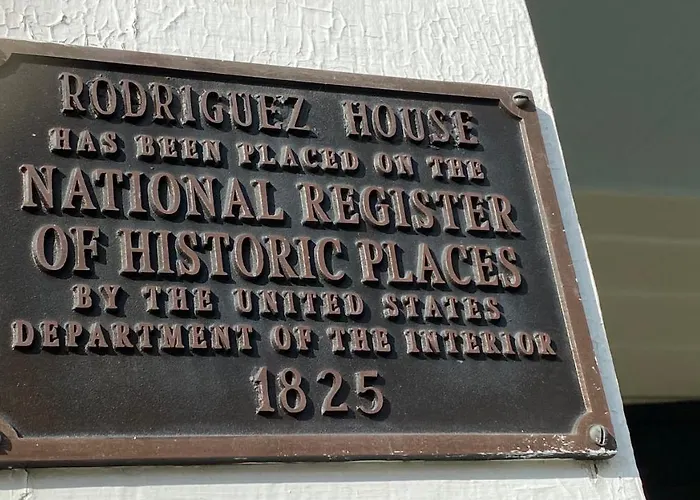 RODRIGUEZ HOUSE
HAS BEEN PLACED ON THE
NATIONAL REGISTER
OF HISTORIC PLACES
BY THE UNITED STATES
DEPARTMENT OF THE INTERIOR
1825